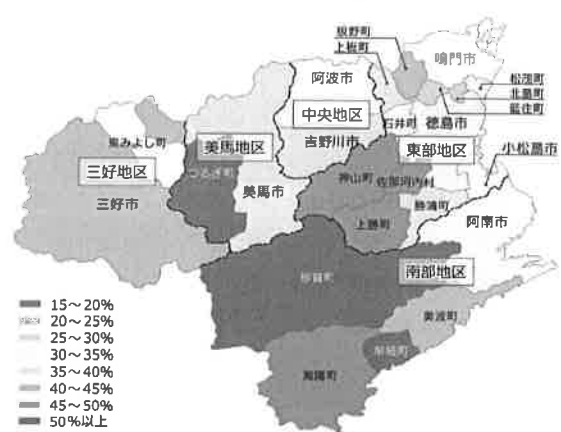 板野町
上板町
鳴門市
松茂町
北島町
藍住町
阿波市
中央地区
石井町
徳島市
吉野川市
東みよし町
美馬地区
つるぎ町
東部地区
小松島市
三好地区
三好市
美馬市
神山町
佐那河内村
勝浦町
上勝町
阿南市
那賀町
南部地区
美波町
牟岐町
海陽町
15～20%
20～25%
25～30%
30～35%
35～40%
40～45%
45～50%
50%以上